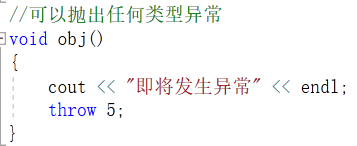 //可以抛出任何类型异常
void obj()
{
    cout << "即将发生异常" << endl;
    throw 5;
}